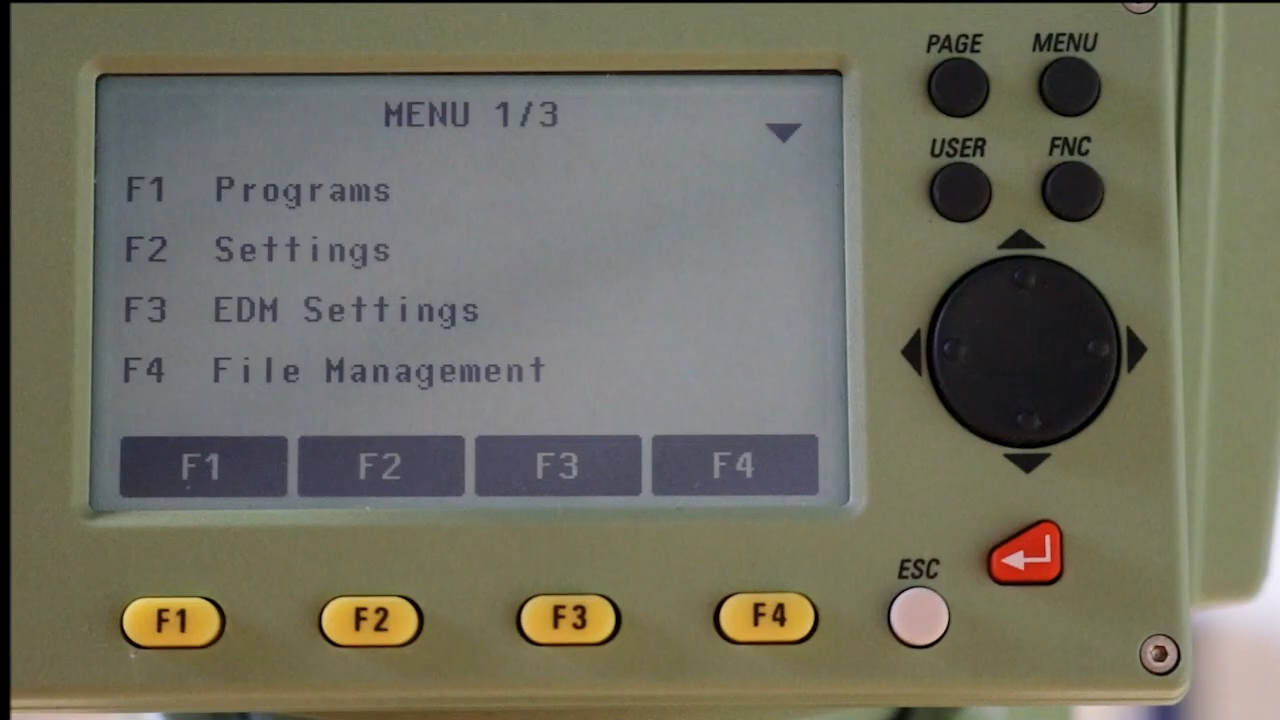 PAGE MENU
MENU 1/3
USER FNC
F1 Programs
F2 Settings
F3 EDM Settings
F4 File Management
F1 F2 F3 F4
ESC
F1 F2 F3 F4